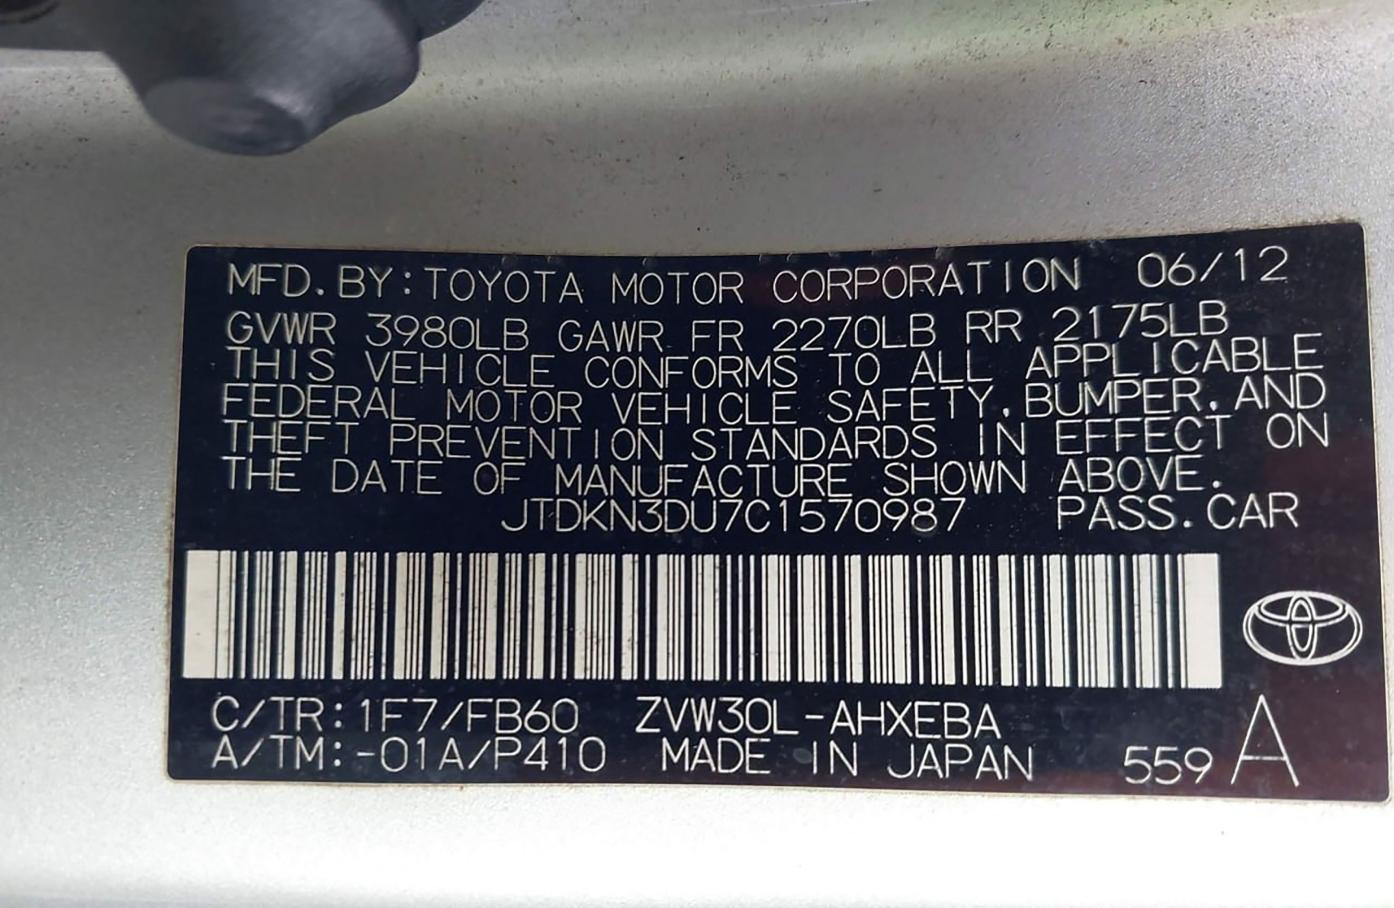 MFD. BY: TOYOTA MOTOR CORPORATION 06/12
GVWR 3980LB GAWR FR 2270LB RR 2175LB
THIS VEHICLE CONFORMS TO ALL APPLICABLE
FEDERAL MOTOR VEHICLE SAFETY, BUMPER, AND
THEFT PREVENTION STANDARDS IN EFFECT ON
THE DATE OF MANUFACTURE SHOWN ABOVE.
JTDKN3DU7C1570987 PASS. CAR
C/TR: 1F7/FB60 ZVW30L-AHXEBA
A/TM: -01A/P410 MADE IN JAPAN 559 A